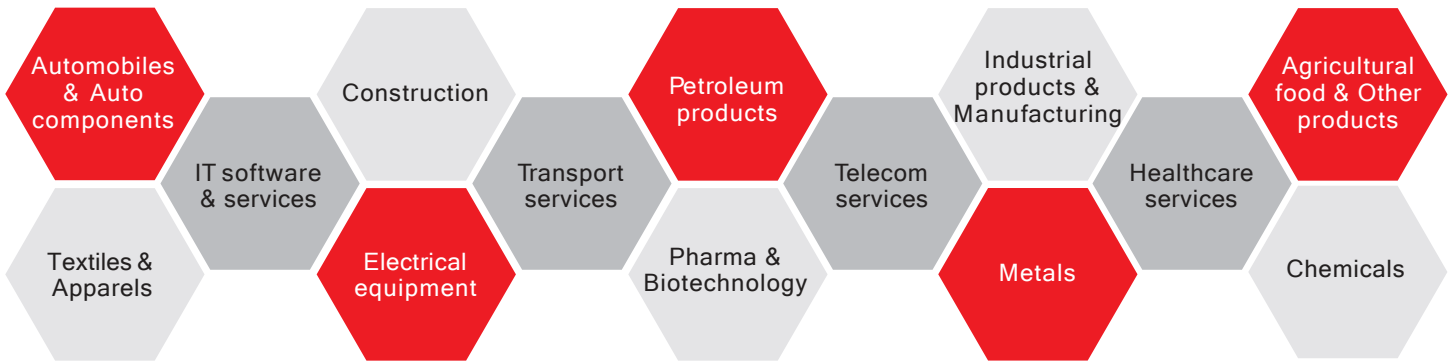 Automobiles
& Auto
components
Construction
Petroleum
products
Industrial
products &
Manufacturing
Agricultural
food & Other
products
IT software
& services
Transport
services
Telecom
services
Healthcare
services
Textiles &
Apparels
Electrical
equipment
Pharma &
Biotechnology
Metals
Chemicals